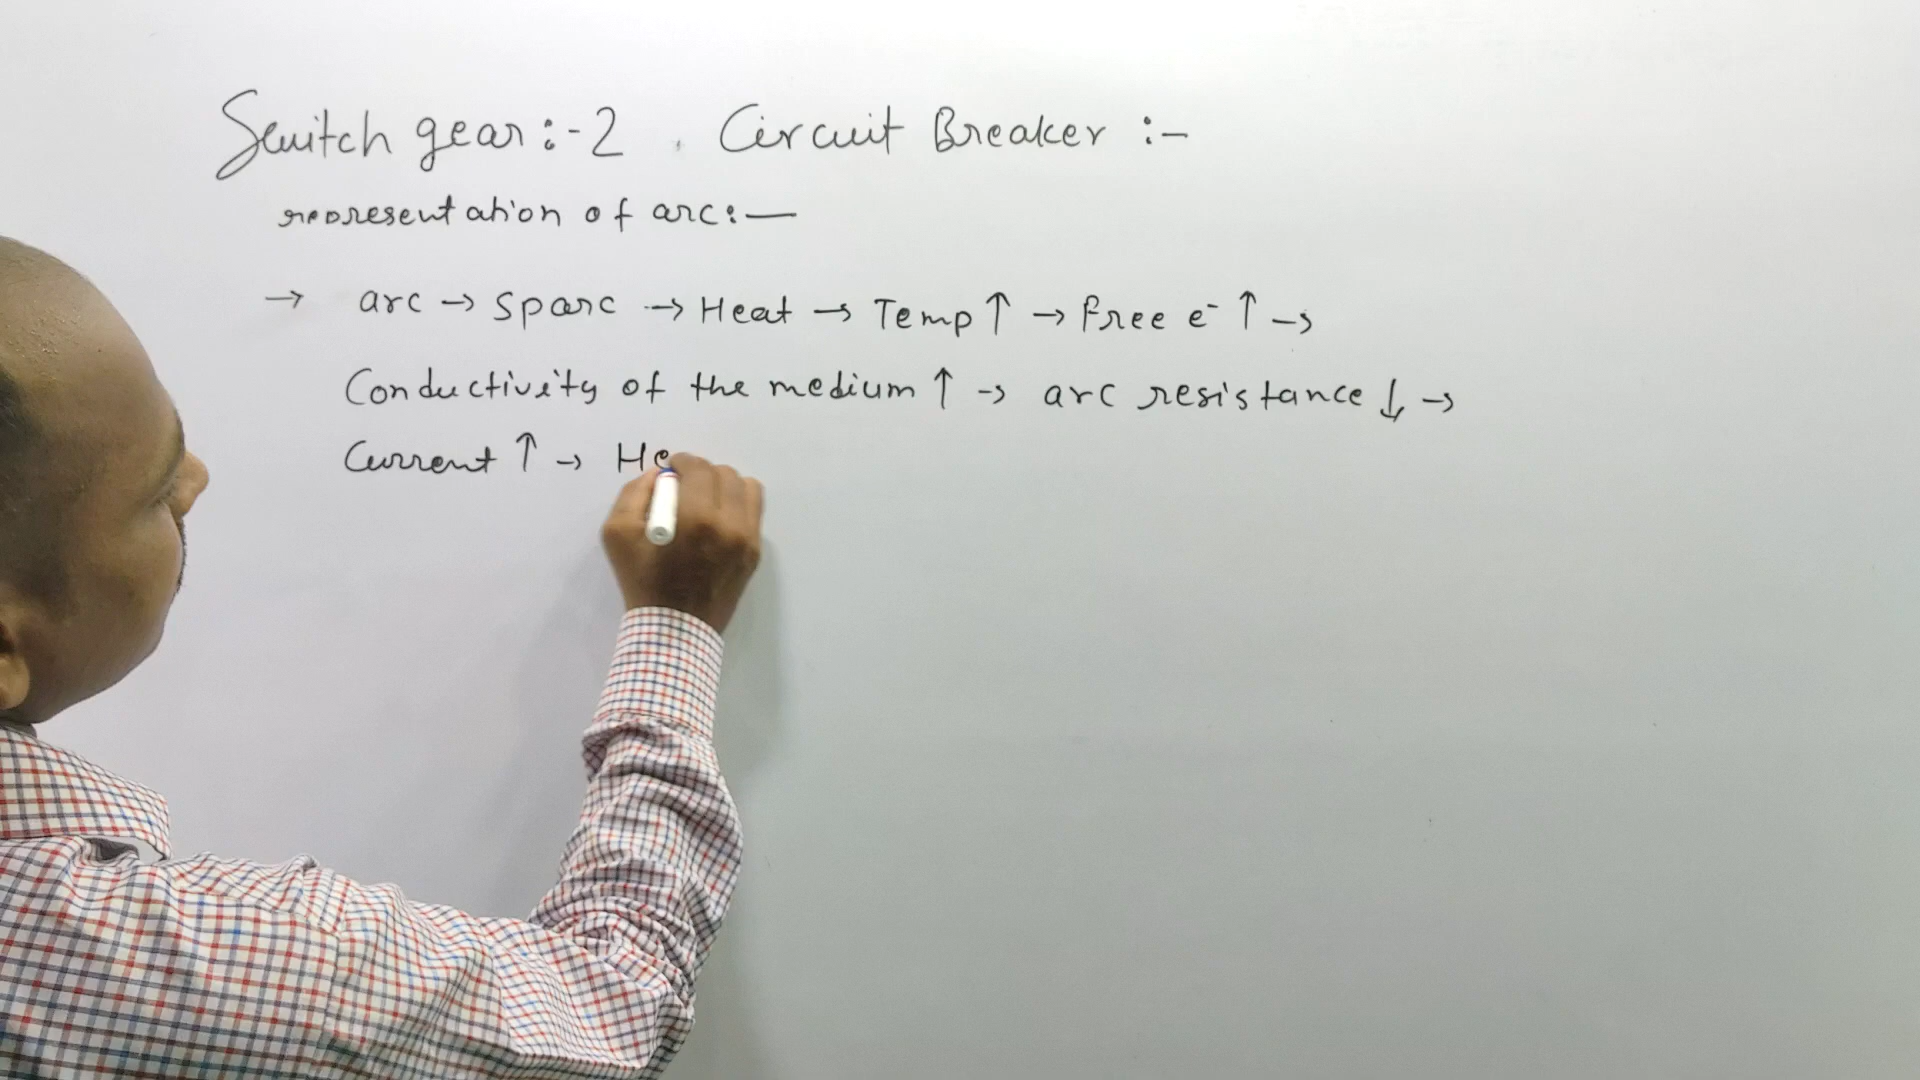 Switch gear:-2. Circuit Breaker :-
representation of arc:—
→ arc → Sparc → Heat → Temp ↑ → free e⁻ ↑ →
Conductivity of the medium ↑ → arc resistance ↓ →
Current ↑ → He